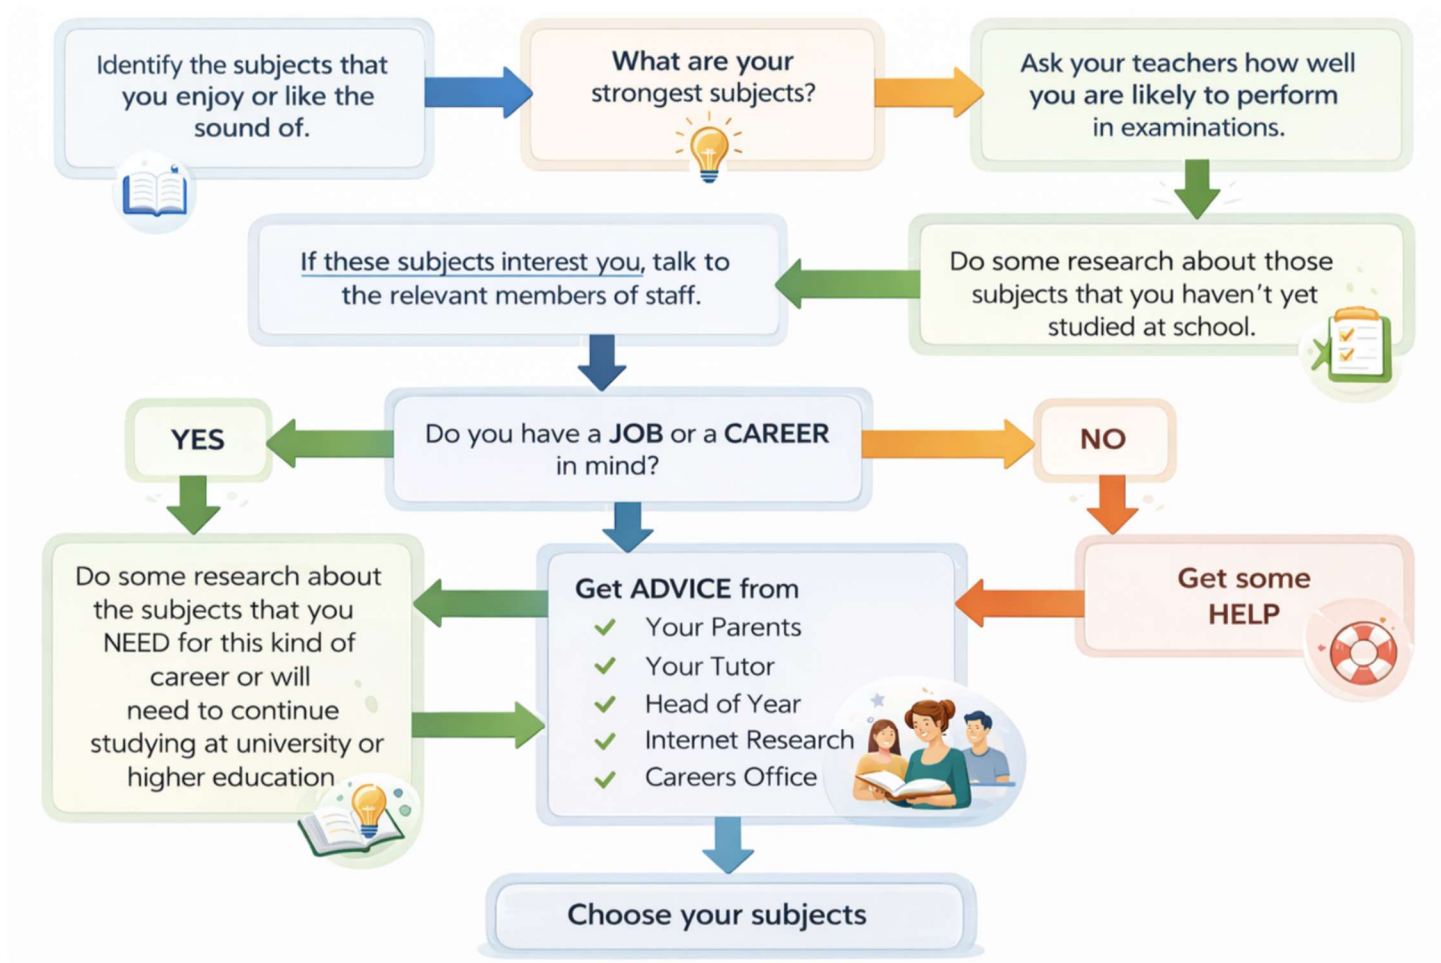 Identify the subjects that
you enjoy or like the
sound of.
What are your
strongest subjects?
Ask your teachers how well
you are likely to perform
in examinations.
Do some research about those
subjects that you haven't yet
studied at school.
If these subjects interest you, talk to
the relevant members of staff.
Do you have a JOB or a CAREER
in mind?
YES
NO
Do some research about
the subjects that you
NEED for this kind of
career or will
need to continue
studying at university or
higher education
Get ADVICE from
✓ Your Parents
✓ Your Tutor
✓ Head of Year
✓ Internet Research
✓ Careers Office
Get some
HELP
Choose your subjects